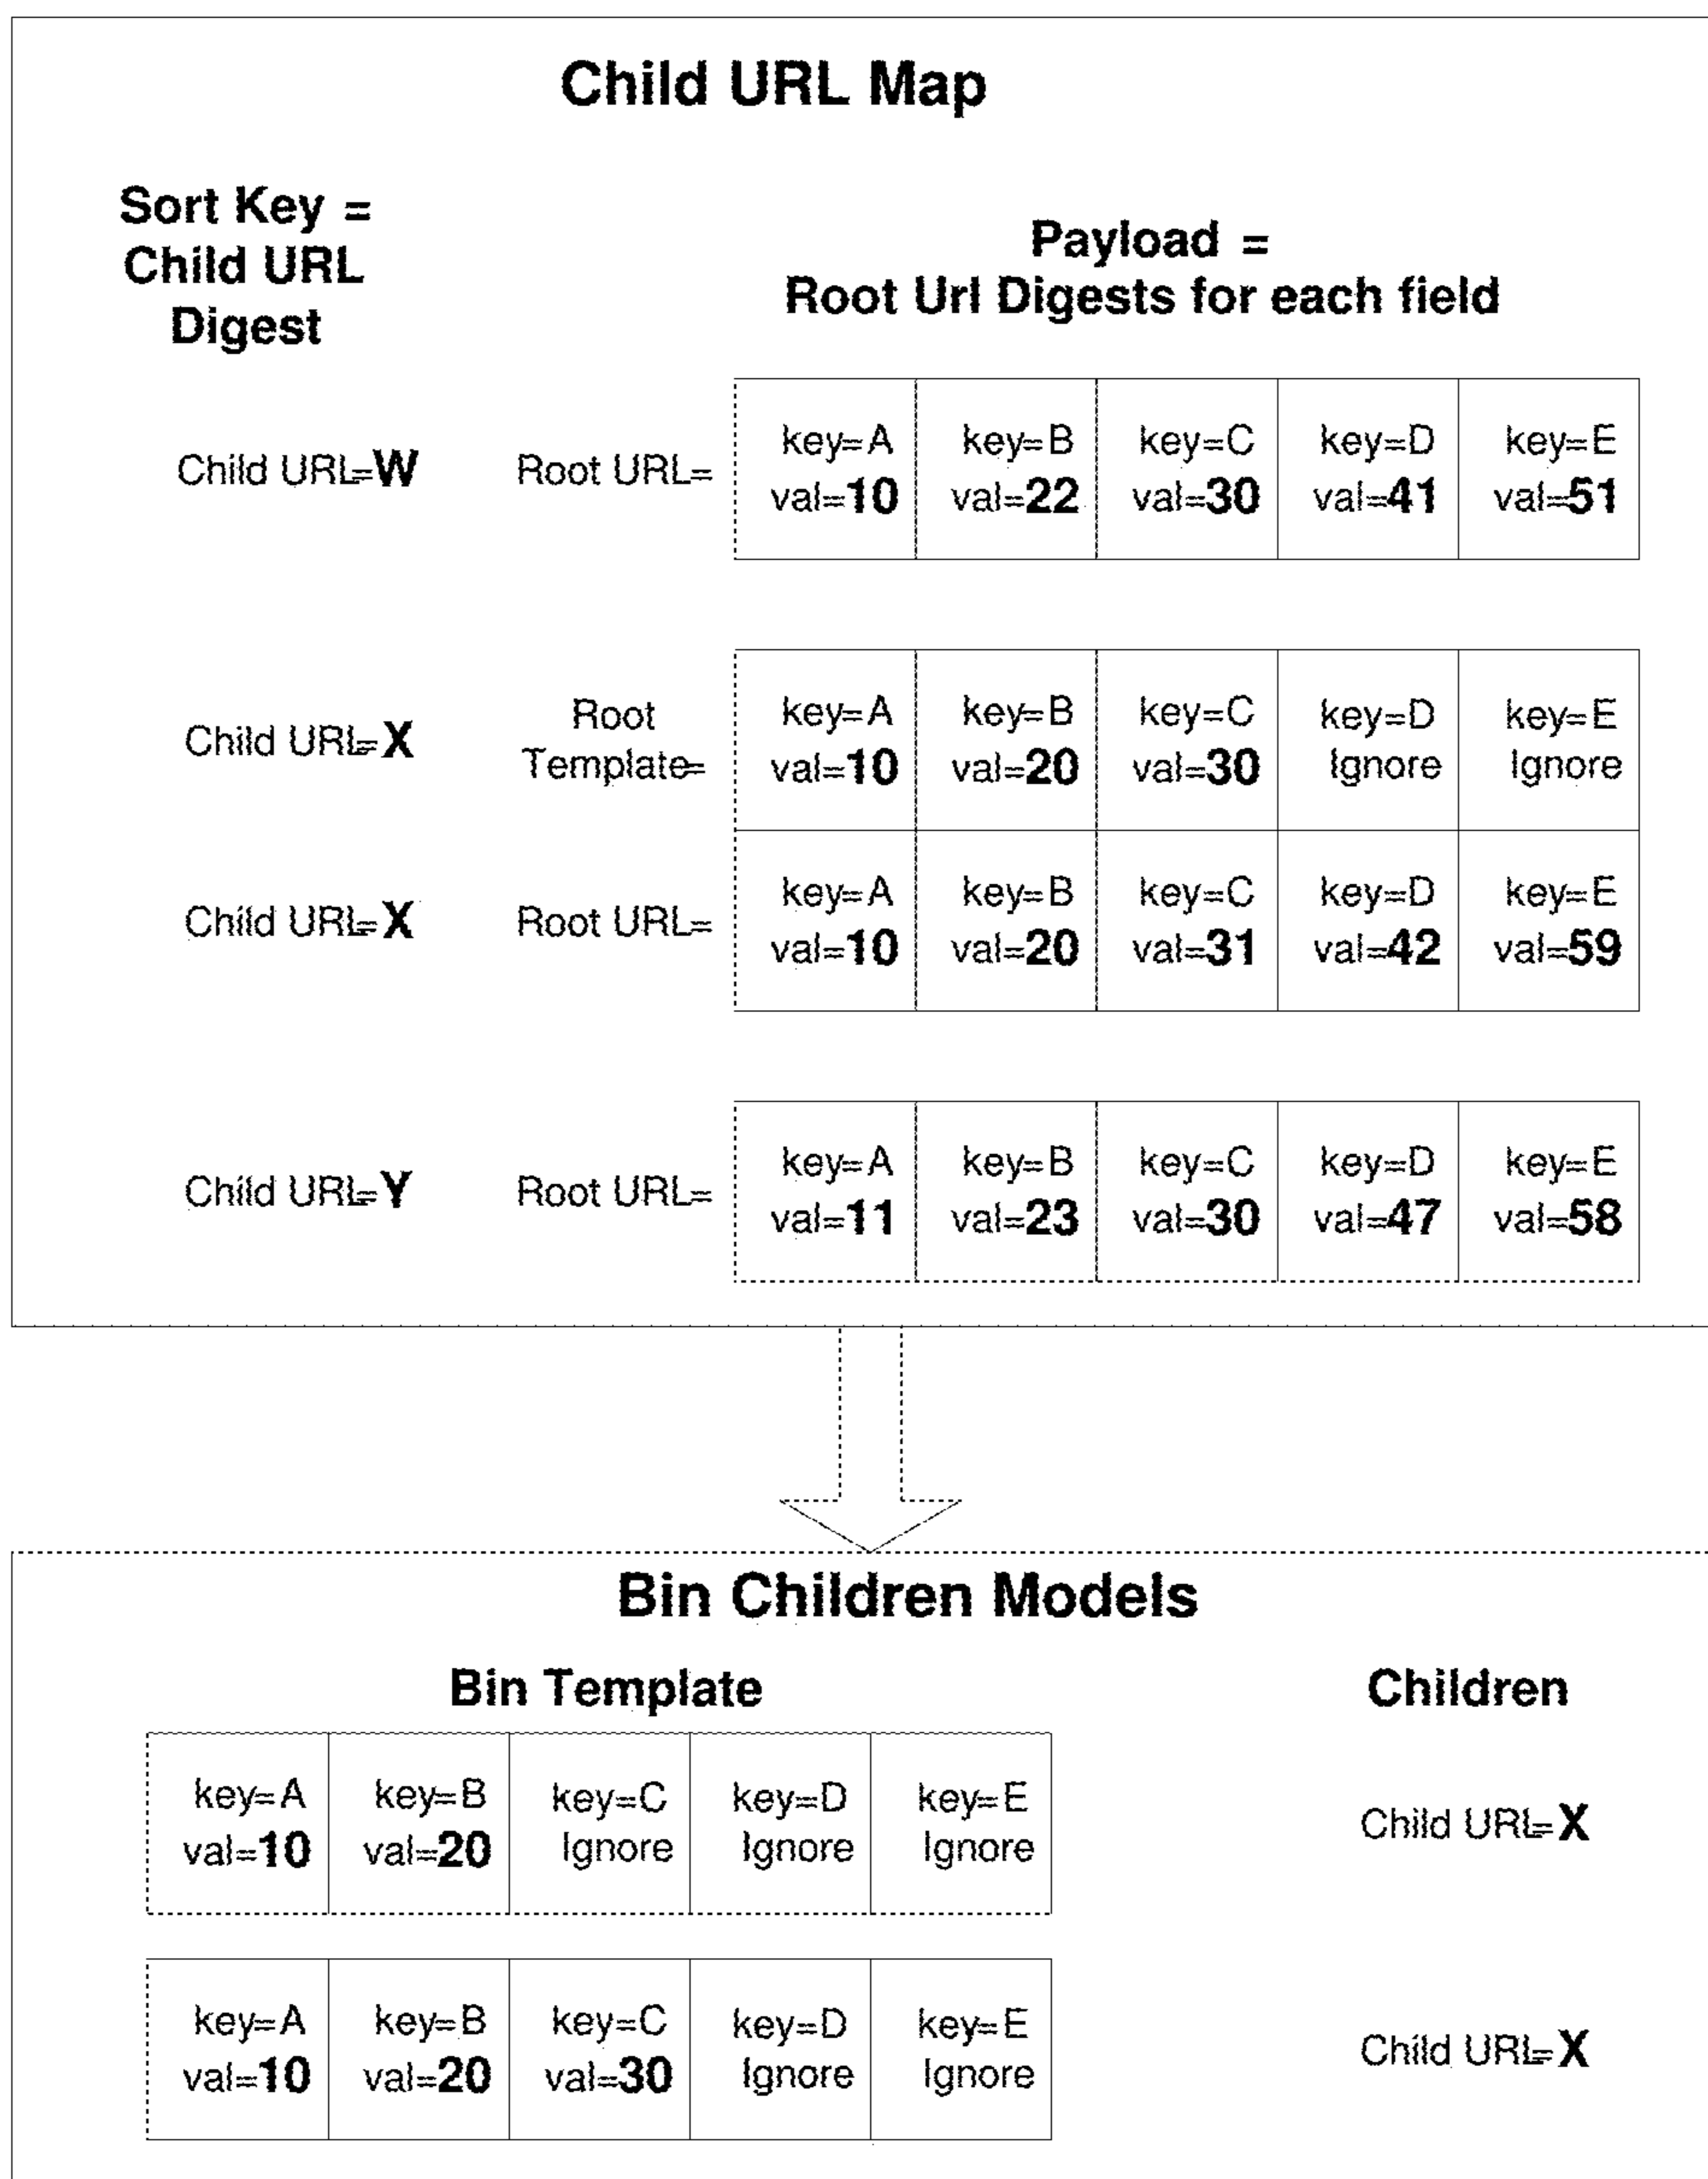 Child URL Map
Sort Key =
Child URL
Digest
Payload =
Root Url Digests for each field
Child URL=W
Root URL=
key=A key=B key=C key=D key=E
val=10 val=22 val=30 val=41 val=51
Child URL=X
Root
Template=
key=A key=B key=C key=D key=E
val=10 val=20 val=30 Ignore Ignore
Child URL=X
Root URL=
key=A key=B key=C key=D key=E
val=10 val=20 val=31 val=42 val=59
Child URL=Y
Root URL=
key=A key=B key=C key=D key=E
val=11 val=23 val=30 val=47 val=58
Bin Children Models
Bin Template
Children
key=A key=B key=C key=D key=E
val=10 val=20 Ignore Ignore Ignore
Child URL=X
key=A key=B key=C key=D key=E
val=10 val=20 val=30 Ignore Ignore
Child URL=X